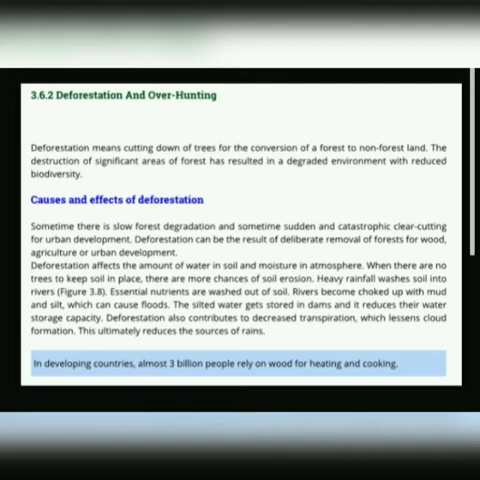 3.6.2 Deforestation And Over-Hunting
Deforestation means cutting down of trees for the conversion of a forest to non-forest land. The
destruction of significant areas of forest has resulted in a degraded environment with reduced
biodiversity.
Causes and effects of deforestation
Sometime there is slow forest degradation and sometime sudden and catastrophic clear-cutting
for urban development. Deforestation can be the result of deliberate removal of forests for wood,
agriculture or urban development.
Deforestation affects the amount of water in soil and moisture in atmosphere. When there are no
trees to keep soil in place, there are more chances of soil erosion. Heavy rainfall washes soil into
rivers (Figure 3.8). Essential nutrients are washed out of soil. Rivers become choked up with mud
and silt, which can cause floods. The silted water gets stored in dams and it reduces their water
storage capacity. Deforestation also contributes to decreased transpiration, which lessens cloud
formation. This ultimately reduces the sources of rains.
In developing countries, almost 3 billion people rely on wood for heating and cooking.